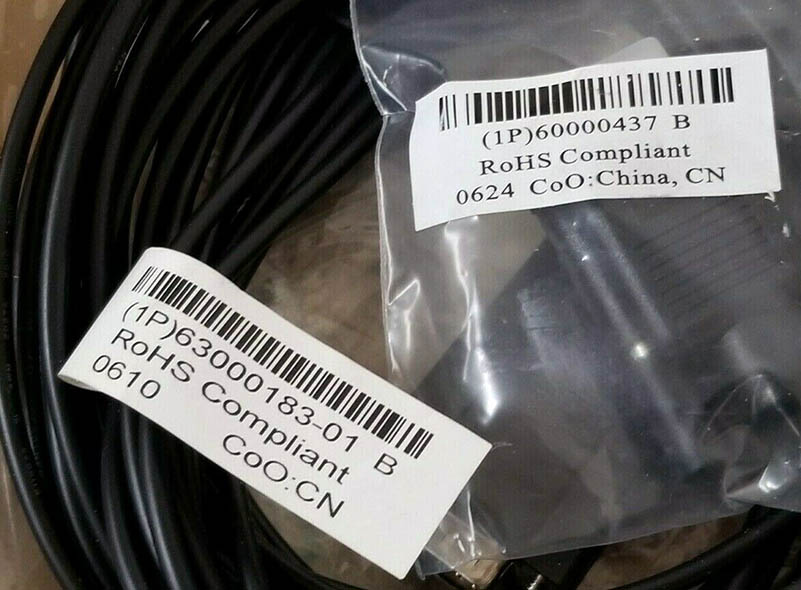 (1P)60000437 B
RoHS Compliant
0624 CoO:China, CN
(1P)63000183-01 B
RoHS Compliant
0610
CoO:CN